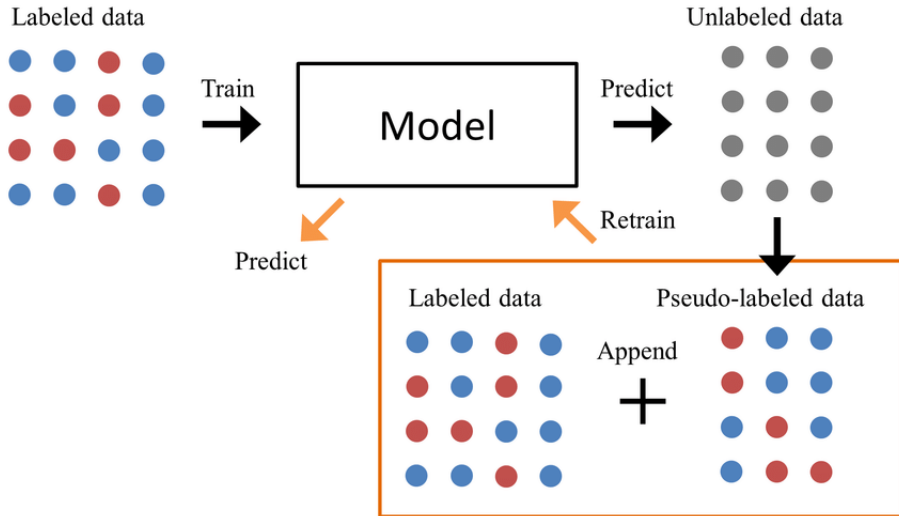 Labeled data
Unlabeled data
Train
Model
Predict
Retrain
Predict
Labeled data
Pseudo-labeled data
Append